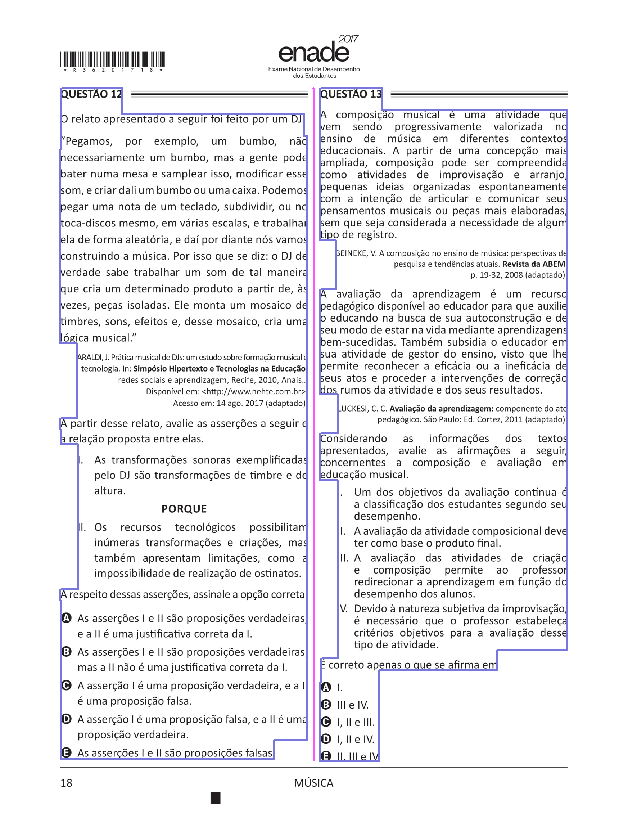 *R36201718*
enade 2017
Exame Nacional de Desempenho
dos Estudantes
QUESTÃO 12
O relato apresentado a seguir foi feito por um DJ.
"Pegamos, por exemplo, um bumbo, não
necessariamente um bumbo, mas a gente pode
bater numa mesa e samplear isso, modificar esse
som, e criar dali um bumbo ou uma caixa. Podemos
pegar uma nota de um teclado, subdividir, ou no
toca-discos mesmo, em várias escalas, e trabalhar
ela de forma aleatória, e daí por diante nós vamos
construindo a música. Por isso que se diz: o DJ de
verdade sabe trabalhar um som de tal maneira
que cria um determinado produto a partir de, às
vezes, peças isoladas. Ele monta um mosaico de
timbres, sons, efeitos e, desse mosaico, cria uma
lógica musical."
ARALDI, J. Prática musical de DJs: um estudo sobre formação musical e
tecnologia. In: Simpósio Hipertexto e Tecnologias na Educação:
redes sociais e aprendizagem, Recife, 2010, Anais..
Disponível em: <http://www.nehte.com.br>.
Acesso em: 14 ago. 2017 (adaptado).
A partir desse relato, avalie as asserções a seguir e
a relação proposta entre elas.
I. As transformações sonoras exemplificadas
pelo DJ são transformações de timbre e de
altura.
PORQUE
II. Os recursos tecnológicos possibilitam
inúmeras transformações e criações, mas
também apresentam limitações, como a
impossibilidade de realização de ostinatos.
A respeito dessas asserções, assinale a opção correta.
A As asserções I e II são proposições verdadeiras,
e a II é uma justificativa correta da I.
B As asserções I e II são proposições verdadeiras,
mas a II não é uma justificativa correta da I.
C A asserção I é uma proposição verdadeira, e a II
é uma proposição falsa.
D A asserção I é uma proposição falsa, e a II é uma
proposição verdadeira.
E As asserções I e II são proposições falsas.
QUESTÃO 13
A composição musical é uma atividade que
vem sendo progressivamente valorizada no
ensino de música em diferentes contextos
educacionais. A partir de uma concepção mais
ampliada, composição pode ser compreendida
como atividades de improvisação e arranjo,
pequenas ideias organizadas espontaneamente
com a intenção de articular e comunicar seus
pensamentos musicais ou peças mais elaboradas,
sem que seja considerada a necessidade de algum
tipo de registro.
BEINEKE, V. A composição no ensino de música: perspectivas de
pesquisa e tendências atuais. Revista da ABEM,
p. 19-32, 2008 (adaptado).
A avaliação da aprendizagem é um recurso
pedagógico disponível ao educador para que auxilie
o educando na busca de sua autoconstrução e de
seu modo de estar na vida mediante aprendizagens
bem-sucedidas. Também subsidia o educador em
sua atividade de gestor do ensino, visto que lhe
permite reconhecer a eficácia ou a ineficácia de
seus atos e proceder a intervenções de correção
dos rumos da atividade e dos seus resultados.
LUCKESI, C. C. Avaliação da aprendizagem: componente do ato
pedagógico. São Paulo: Ed. Cortez, 2011 (adaptado).
Considerando as informações dos textos
apresentados, avalie as afirmações a seguir,
concernentes a composição e avaliação em
educação musical.
I. Um dos objetivos da avaliação contínua é
a classificação dos estudantes segundo seu
desempenho.
II. A avaliação da atividade composicional deve
ter como base o produto final.
III. A avaliação das atividades de criação
e composição permite ao professor
redirecionar a aprendizagem em função do
desempenho dos alunos.
IV. Devido à natureza subjetiva da improvisação,
é necessário que o professor estabeleça
critérios objetivos para a avaliação desse
tipo de atividade.
É correto apenas o que se afirma em
A I.
B III e IV.
C I, II e III.
D I, II e IV.
E II, III e IV.
18
MÚSICA